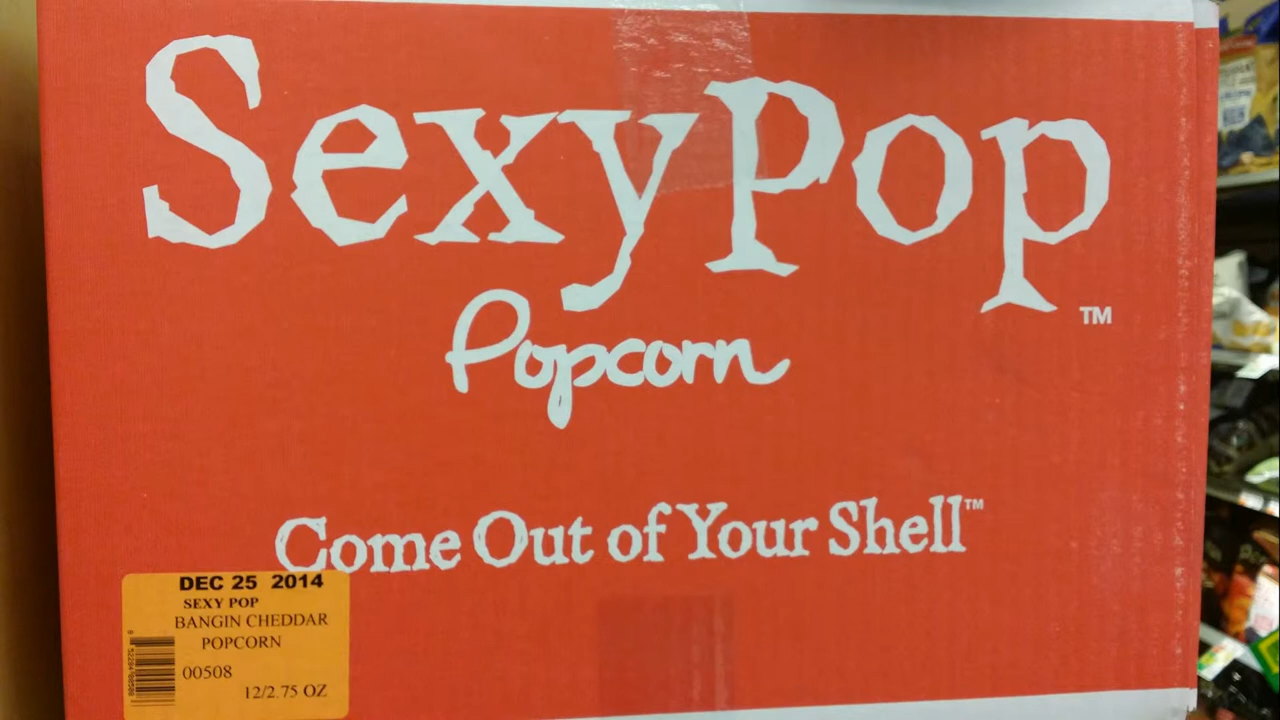 SexyPop
™
Popcorn
Come Out of Your Shell™
DEC 25 2014
SEXY POP
BANGIN CHEDDAR
POPCORN
00508
12/2.75 OZ